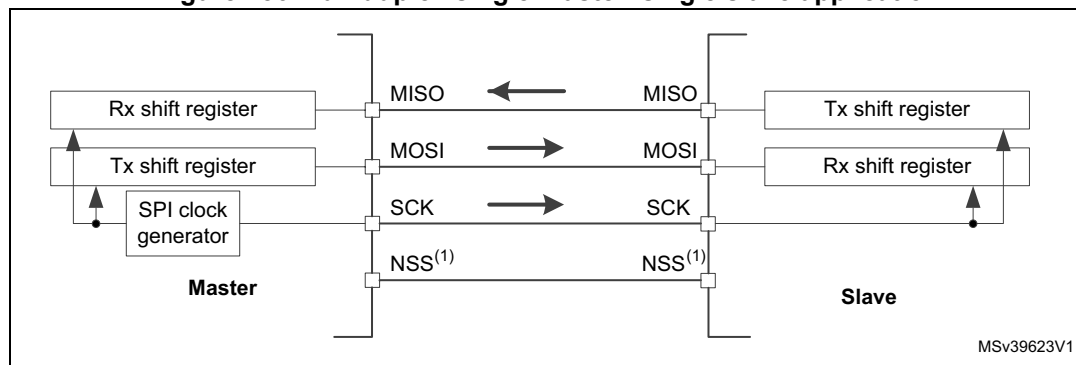 MISO MISO
Rx shift register Tx shift register
MOSI MOSI
Tx shift register Rx shift register
SPI clock
generator
SCK SCK
NSS(1) NSS(1)
Master Slave
MSv39623V1